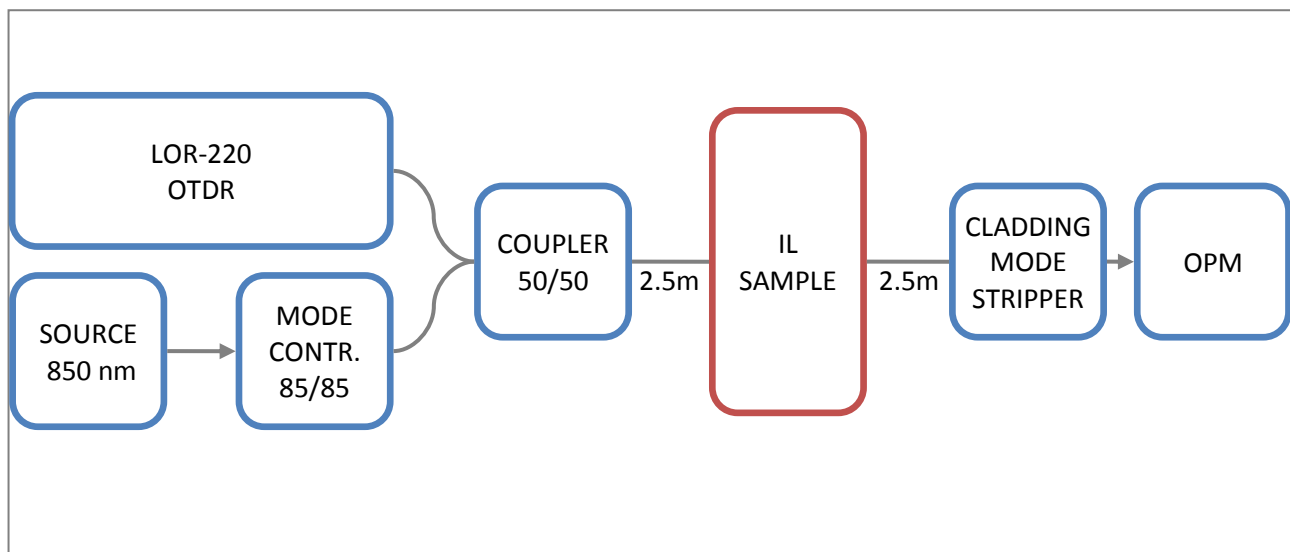 LOR-220
OTDR
SOURCE
850 nm
MODE
CONTR.
85/85
COUPLER
50/50
2.5m
IL
SAMPLE
2.5m
CLADDING
MODE
STRIPPER
OPM